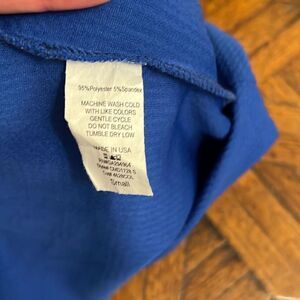 95%Polyester 5%Spandex
MACHINE WASH COLD
WITH LIKE COLORS
GENTLE CYCLE
DO NOT BLEACH
TUMBLE DRY LOW
MADE IN USA
Small